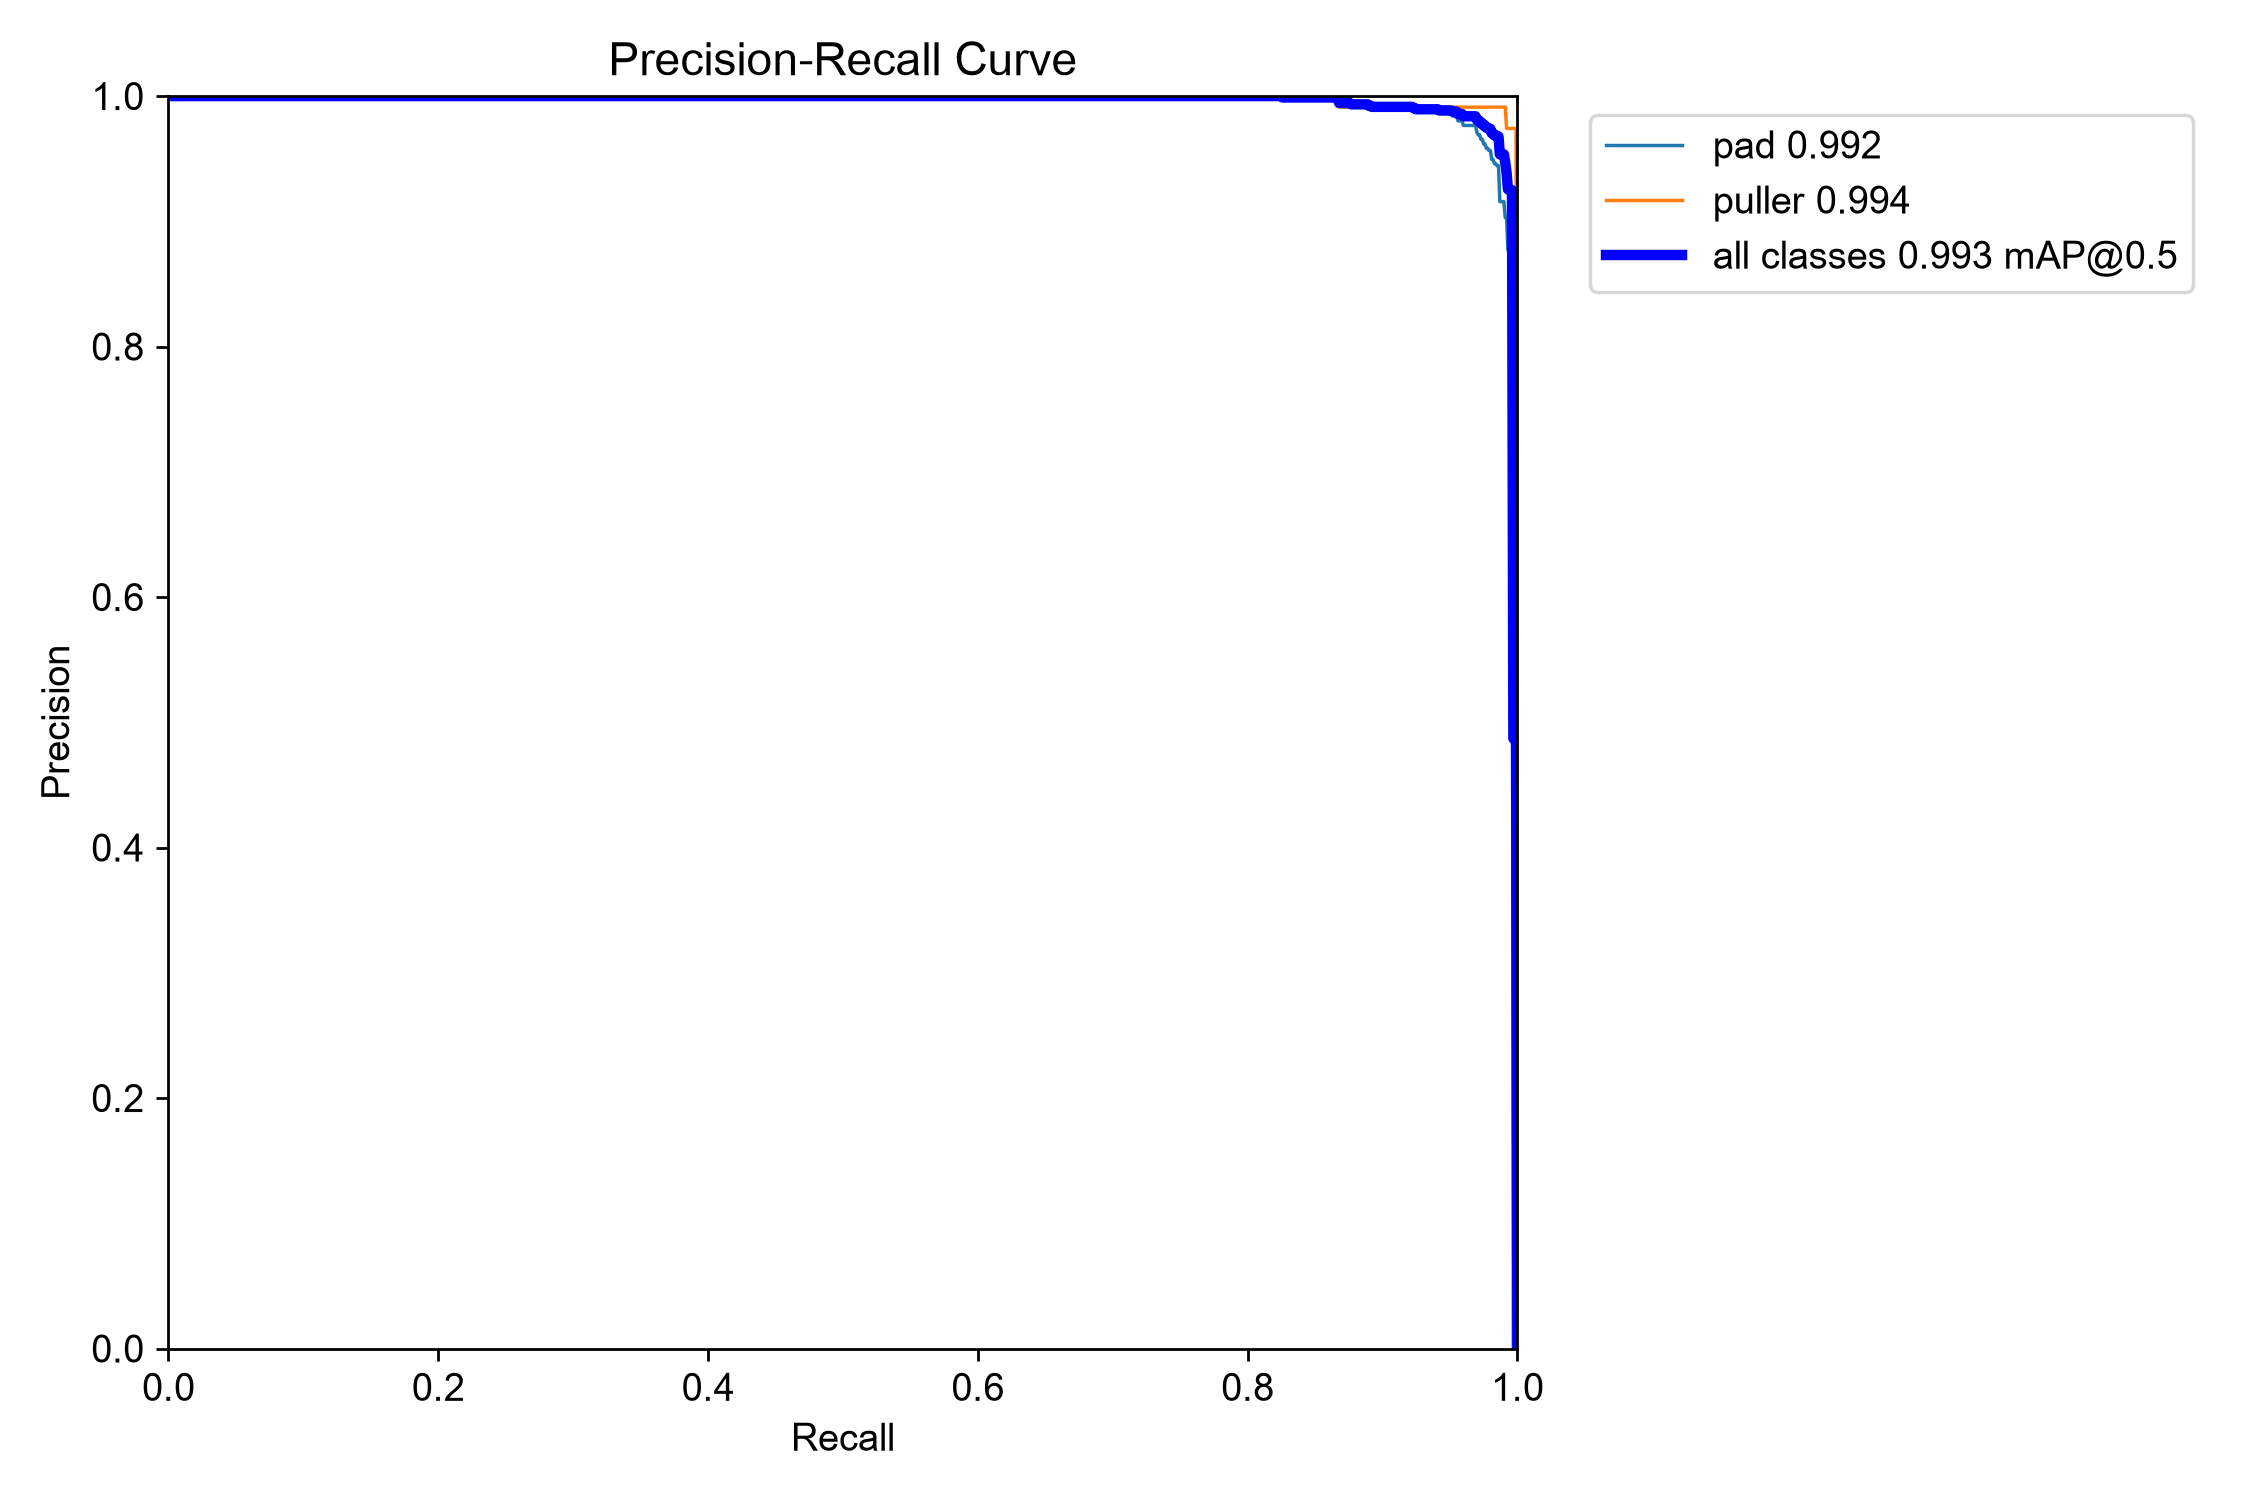 Precision-Recall Curve
1.0
0.8
0.6
0.4
0.2
0.0
Precision
0.0 0.2 0.4 0.6 0.8 1.0
Recall
pad 0.992
puller 0.994
all classes 0.993 mAP@0.5